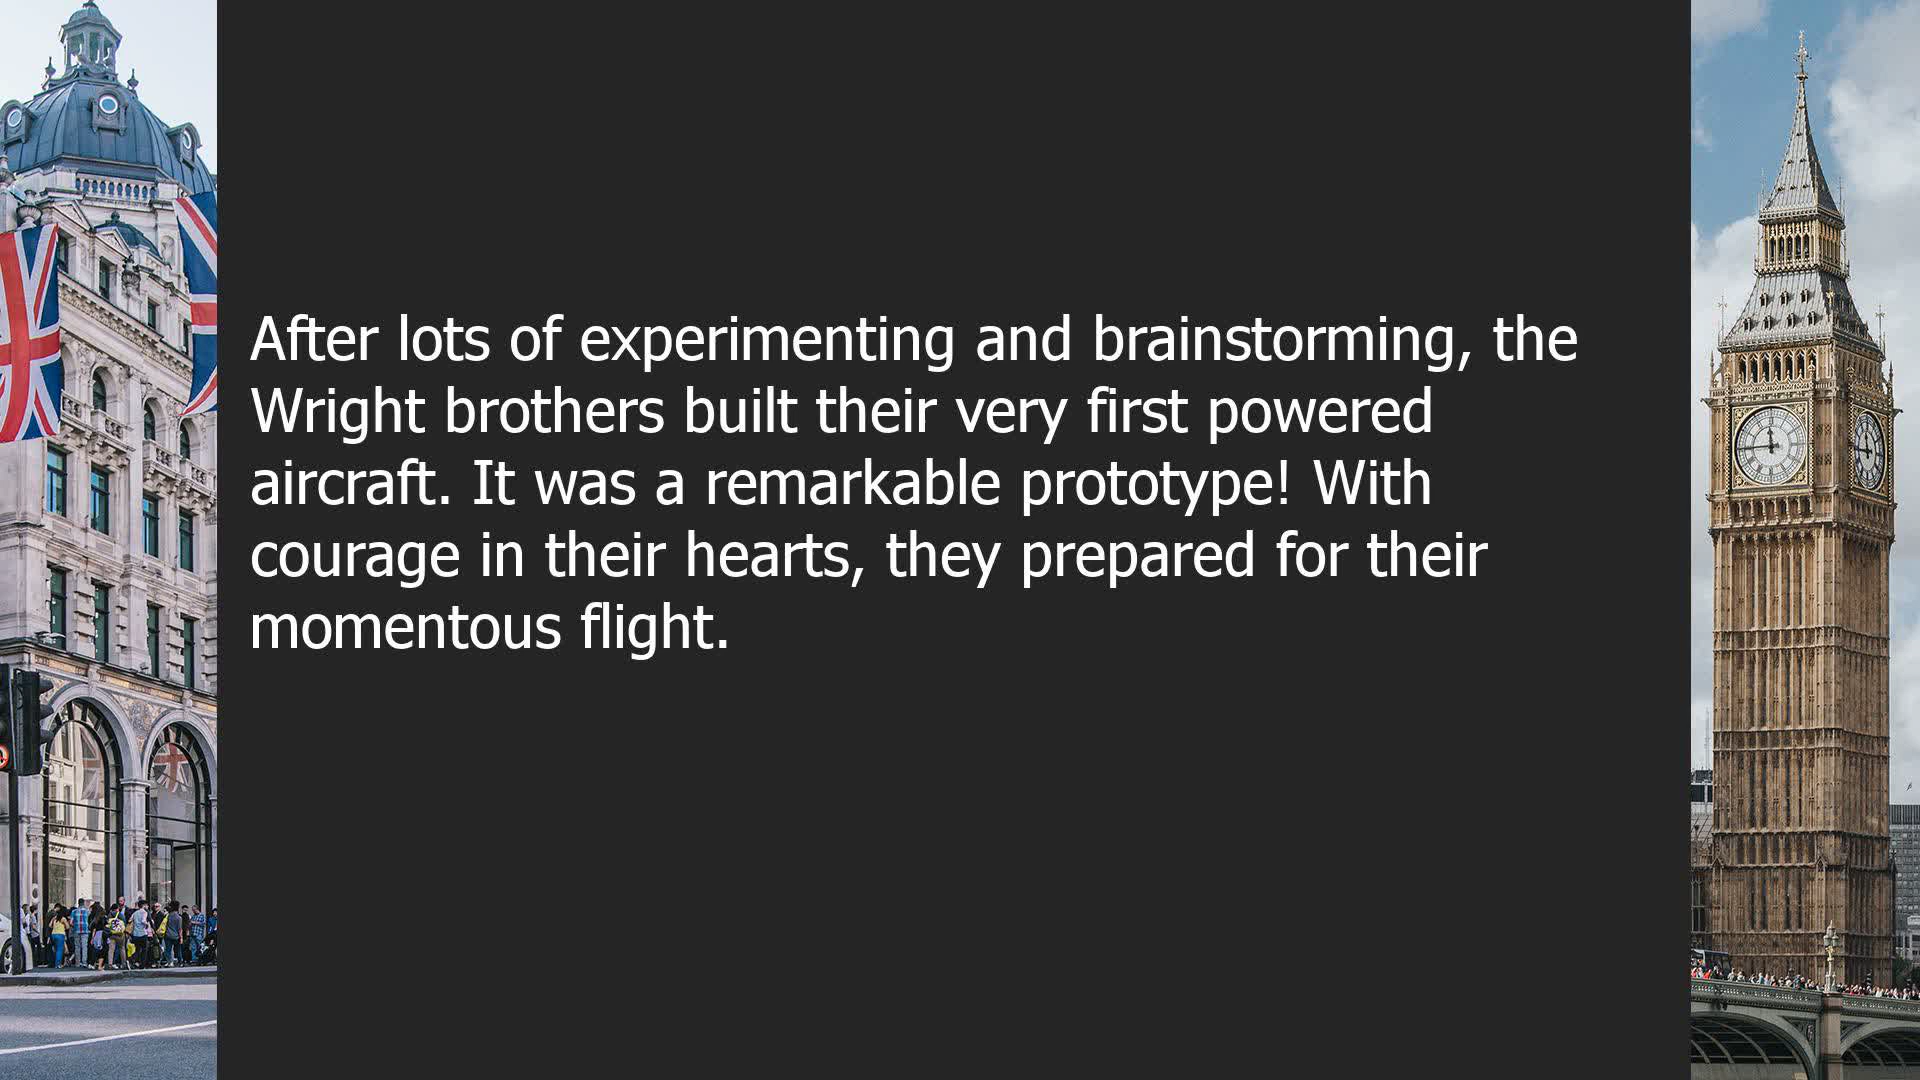 After lots of experimenting and brainstorming, the
Wright brothers built their very first powered
aircraft. It was a remarkable prototype! With
courage in their hearts, they prepared for their
momentous flight.